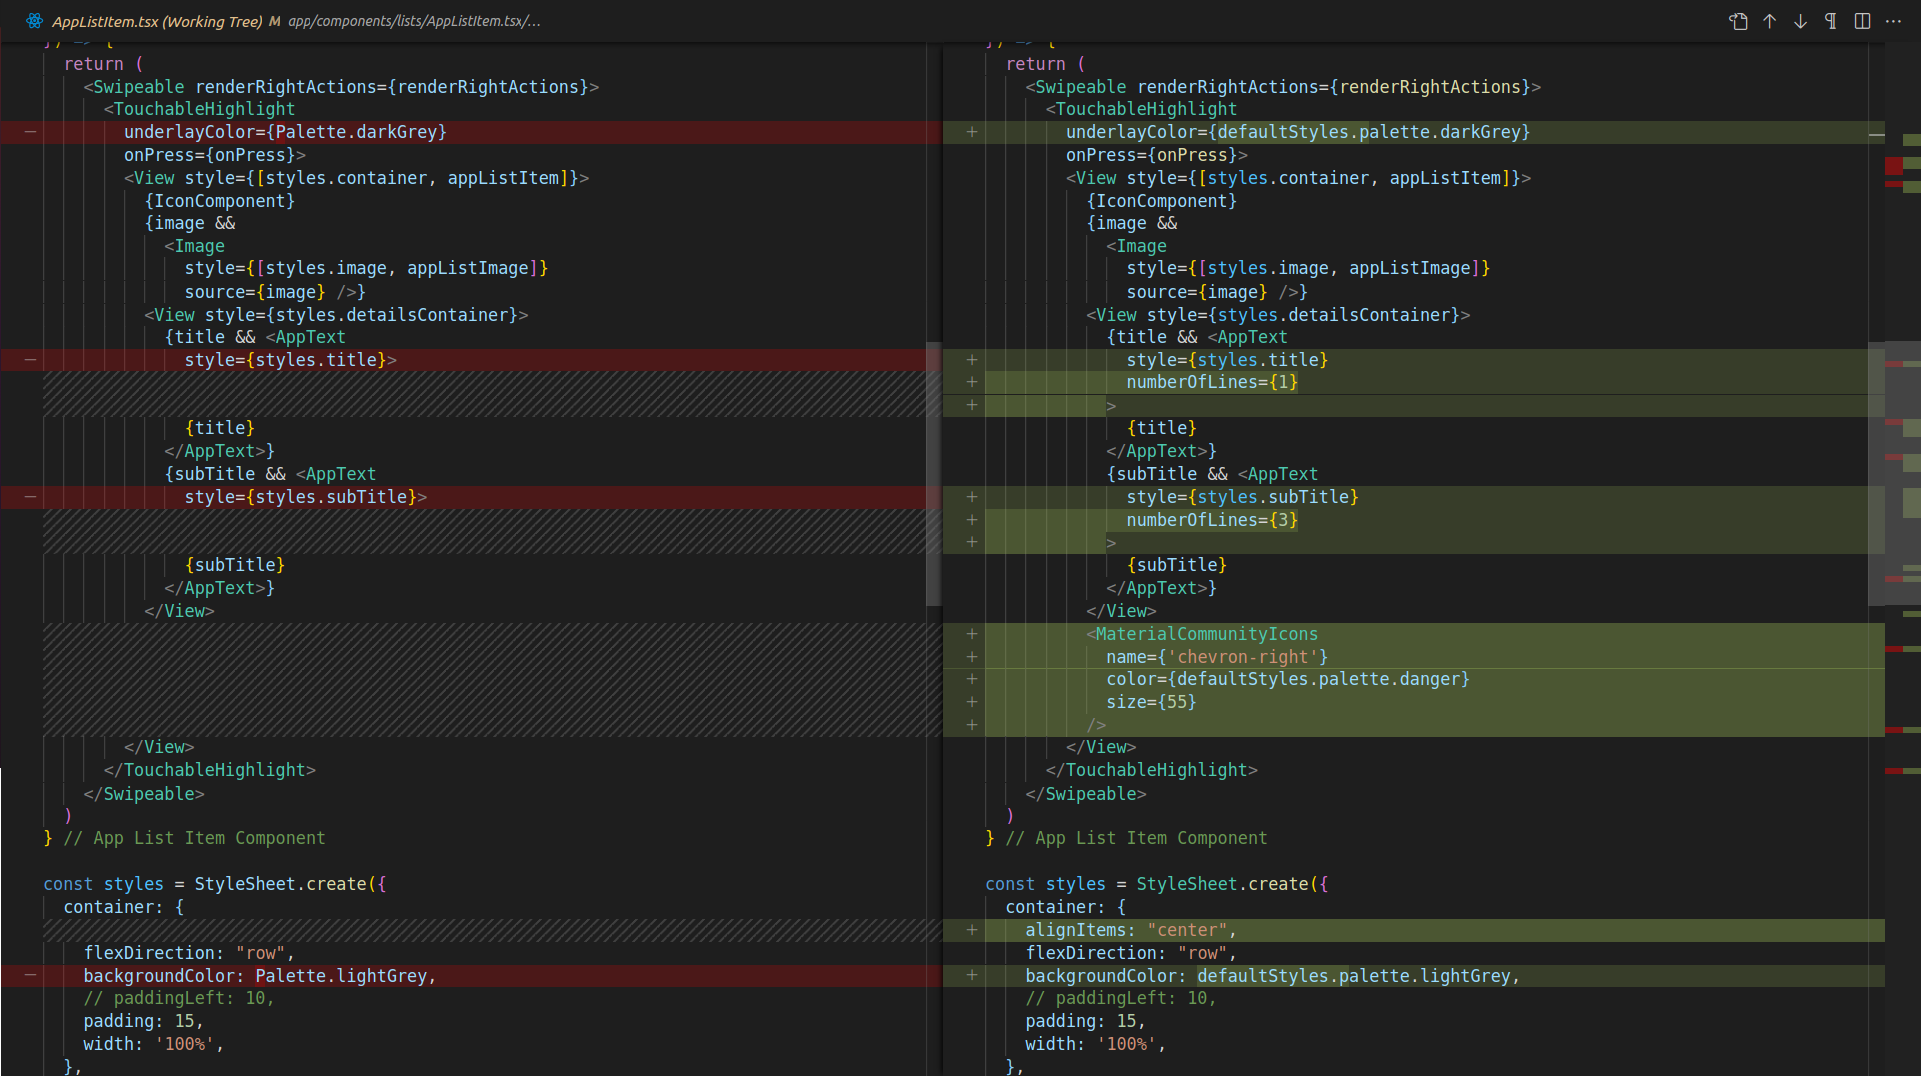 AppListItem.tsx (Working Tree) M app/components/lists/AppListItem.tsx/...
}) => {
return (
<Swipeable renderRightActions={renderRightActions}>
<TouchableHighlight
— underlayColor={Palette.darkGrey}
onPress={onPress}>
<View style={[styles.container, appListItem]}>
{IconComponent}
{image &&
<Image
style={[styles.image, appListImage]}
source={image} />}
<View style={styles.detailsContainer}>
{title && <AppText
— style={styles.title}>
{title}
</AppText>}
{subTitle && <AppText
— style={styles.subTitle}>
{subTitle}
</AppText>}
</View>
</View>
</TouchableHighlight>
</Swipeable>
)
} // App List Item Component
const styles = StyleSheet.create({
container: {
flexDirection: "row",
— backgroundColor: Palette.lightGrey,
// paddingLeft: 10,
padding: 15,
width: '100%',
},
}) => {
return (
<Swipeable renderRightActions={renderRightActions}>
<TouchableHighlight
+ underlayColor={defaultStyles.palette.darkGrey}
onPress={onPress}>
<View style={[styles.container, appListItem]}>
{IconComponent}
{image &&
<Image
style={[styles.image, appListImage]}
source={image} />}
<View style={styles.detailsContainer}>
{title && <AppText
+ style={styles.title}
+ numberOfLines={1}
+ >
{title}
</AppText>}
{subTitle && <AppText
+ style={styles.subTitle}
+ numberOfLines={3}
+ >
{subTitle}
</AppText>}
</View>
+ <MaterialCommunityIcons
+ name={'chevron-right'}
+ color={defaultStyles.palette.danger}
+ size={55}
+ />
</View>
</TouchableHighlight>
</Swipeable>
)
} // App List Item Component
const styles = StyleSheet.create({
container: {
+ alignItems: "center",
flexDirection: "row",
+ backgroundColor: defaultStyles.palette.lightGrey,
// paddingLeft: 10,
padding: 15,
width: '100%',
},